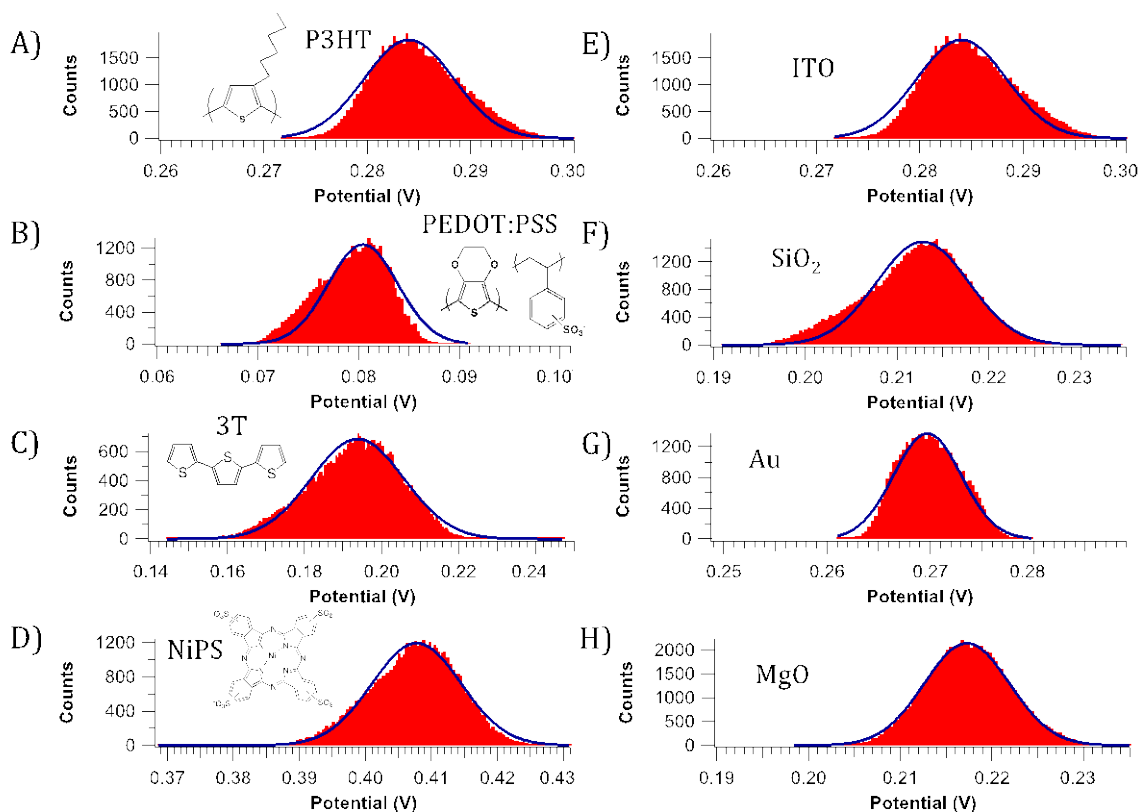 A)
P3HT
S
Counts
1500
1000
500
0
0.26 0.27 0.28 0.29 0.30
Potential (V)
E)
ITO
Counts
1500
1000
500
0
0.26 0.27 0.28 0.29 0.30
Potential (V)
B)
PEDOT:PSS
O O
S
SO3-
Counts
1200
800
400
0
0.06 0.07 0.08 0.09 0.10
Potential (V)
F)
SiO2
Counts
1200
800
400
0
0.19 0.20 0.21 0.22 0.23
Potential (V)
C)
3T
S S S
Counts
600
400
200
0
0.14 0.16 0.18 0.20 0.22 0.24
Potential (V)
G)
Au
Counts
1200
800
400
0
0.25 0.26 0.27 0.28
Potential (V)
D)
NiPS
Ni
Counts
1200
800
400
0
0.37 0.38 0.39 0.40 0.41 0.42 0.43
Potential (V)
H)
MgO
Counts
2000
1500
1000
500
0
0.19 0.20 0.21 0.22 0.23
Potential (V)